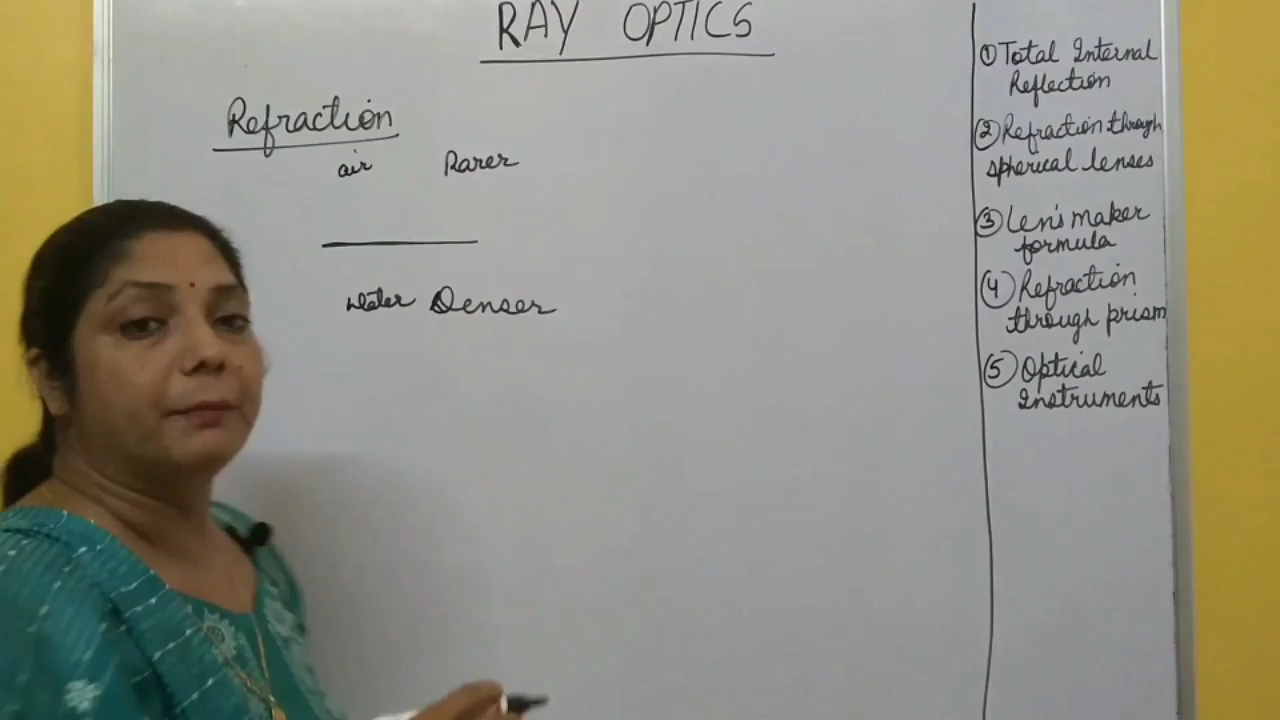 RAY OPTICS
Refraction
air Rarer
water Denser
① Total Internal
Reflection
② Refraction through
spherical lenses
③ Len's maker
formula
④ Refraction
through prism
⑤ Optical
Instruments